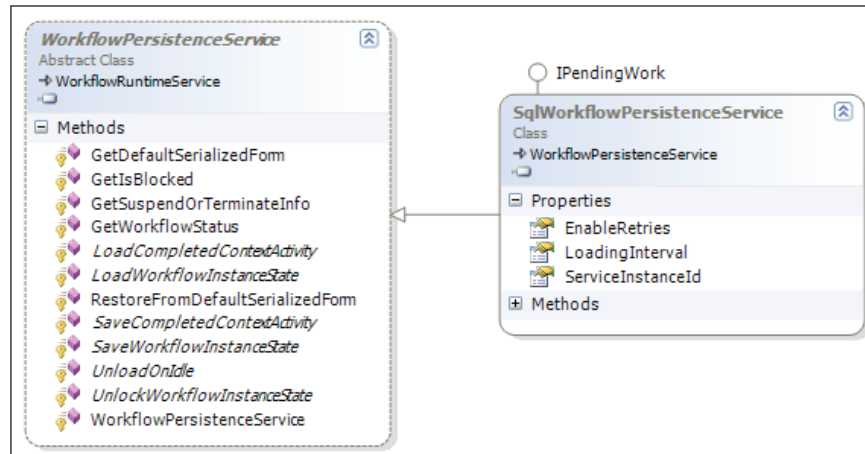 WorkflowPersistenceService
Abstract Class
WorkflowRuntimeService
Methods
GetDefaultSerializedForm
GetIsBlocked
GetSuspendOrTerminateInfo
GetWorkflowStatus
LoadCompletedContextActivity
LoadWorkflowInstanceState
RestoreFromDefaultSerializedForm
SaveCompletedContextActivity
SaveWorkflowInstanceState
UnloadOnIdle
UnlockWorkflowInstanceState
WorkflowPersistenceService
IPendingWork
SqlWorkflowPersistenceService
Class
WorkflowPersistenceService
Properties
EnableRetries
LoadingInterval
ServiceInstanceId
Methods